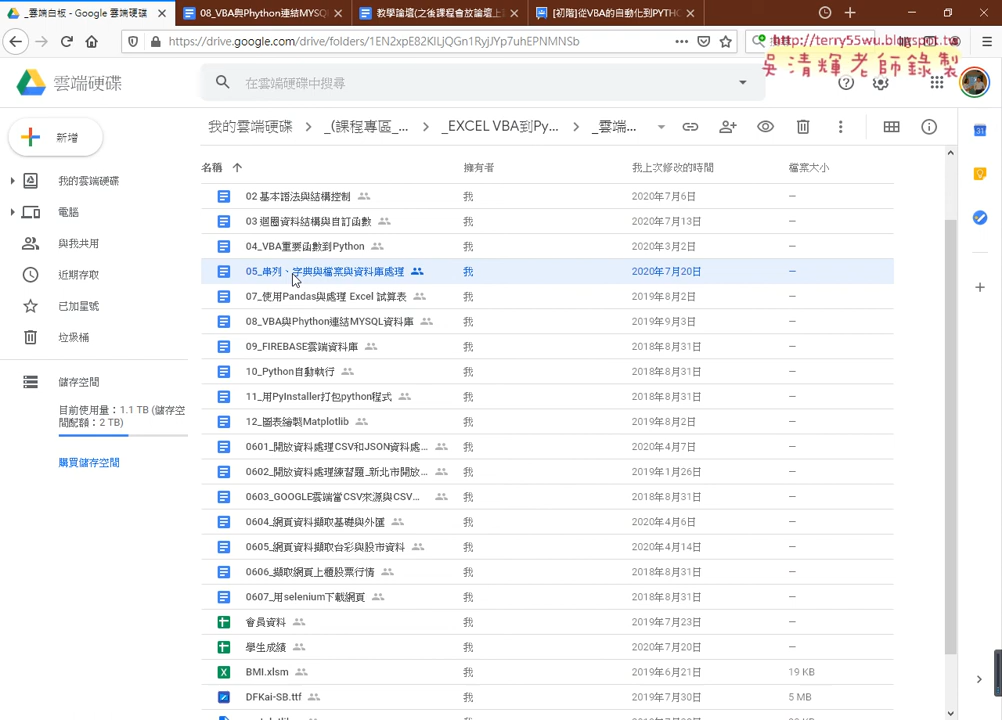 _雲端白板 - Google 雲端硬碟
08_VBA與Phython連結MYSQ
教學論壇(之後課程會放論壇上
[初階]從VBA的自動化到PYTH
https://drive.google.com/drive/folders/1EN2xpE82KILjQGn1RyjJYp7uhEPNMNSb
http://terry55wu.blogspot.tw
吳清輝老師錄製
雲端硬碟
在雲端硬碟中搜尋
新增
我的雲端硬碟 > _(課程專區_... > _EXCEL VBA到Py... > _雲端...
名稱 擁有者 我上次修改的時間 檔案大小
02 基本語法與結構控制 我 2020年7月6日 —
03 迴圈資料結構與自訂函數 我 2020年7月13日 —
04_VBA重要函數到Python 我 2020年3月2日 —
05_串列、字典與檔案與資料庫處理 我 2020年7月20日 —
07_使用Pandas與處理 Excel 試算表 我 2019年8月2日 —
08_VBA與Phython連結MYSQL資料庫 我 2019年9月3日 —
09_FIREBASE雲端資料庫 我 2018年8月31日 —
10_Python自動執行 我 2018年8月31日 —
11_用PyInstaller打包python程式 我 2018年8月31日 —
12_圖表繪製Matplotlib 我 2019年8月2日 —
0601_開放資料處理CSV和JSON資料處... 我 2020年4月7日 —
0602_開放資料處理練習題_新北市開放... 我 2019年1月26日 —
0603_GOOGLE雲端當CSV來源與CSV... 我 2018年8月31日 —
0604_網頁資料擷取基礎與外匯 我 2020年4月6日 —
0605_網頁資料擷取台彩與股市資料 我 2020年4月14日 —
0606_擷取網頁上櫃股票行情 我 2018年8月31日 —
0607_用selenium下載網頁 我 2018年8月31日 —
會員資料 我 2019年7月23日 —
學生成績 我 2020年7月20日 —
BMI.xlsm 我 2019年6月21日 19 KB
DFKai-SB.ttf 我 2019年7月30日 5 MB
我的雲端硬碟
電腦
與我共用
近期存取
已加星號
垃圾桶
儲存空間
目前使用量：1.1 TB (儲存空
間配額：2 TB)
購買儲存空間
31